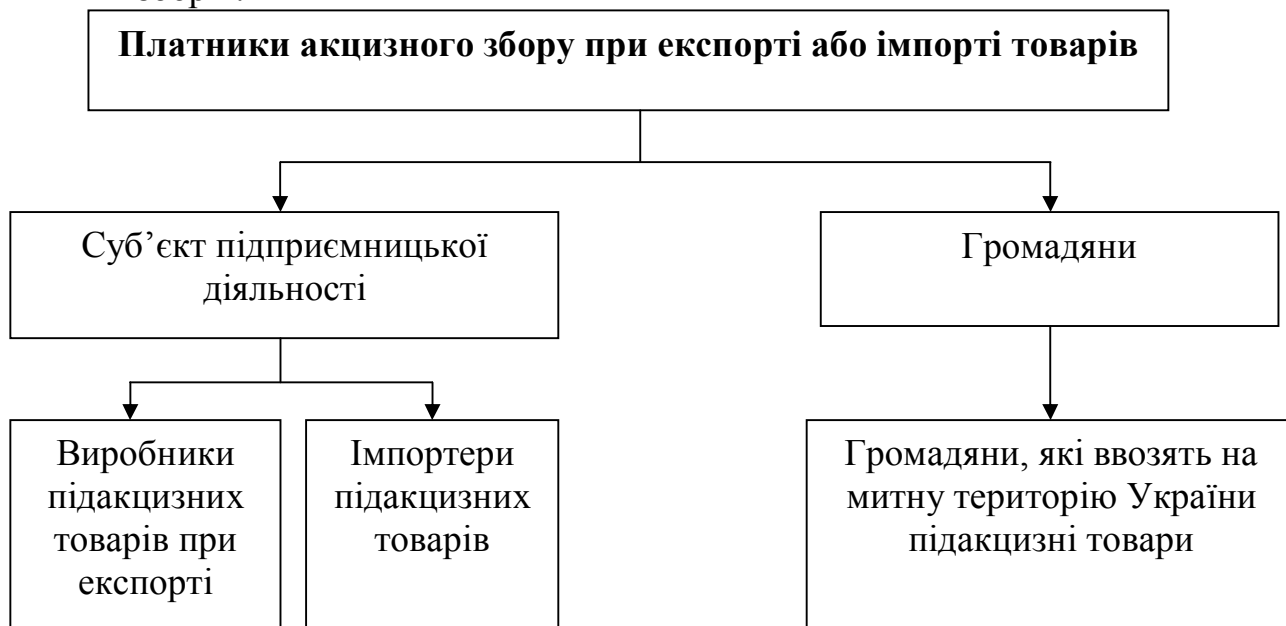 Платники акцизного збору при експорті або імпорті товарів
Суб’єкт підприємницької
діяльності
Громадяни
Виробники
підакцизних
товарів при
експорті
Імпортери
підакцизних
товарів
Громадяни, які ввозять на
митну територію України
підакцизні товари